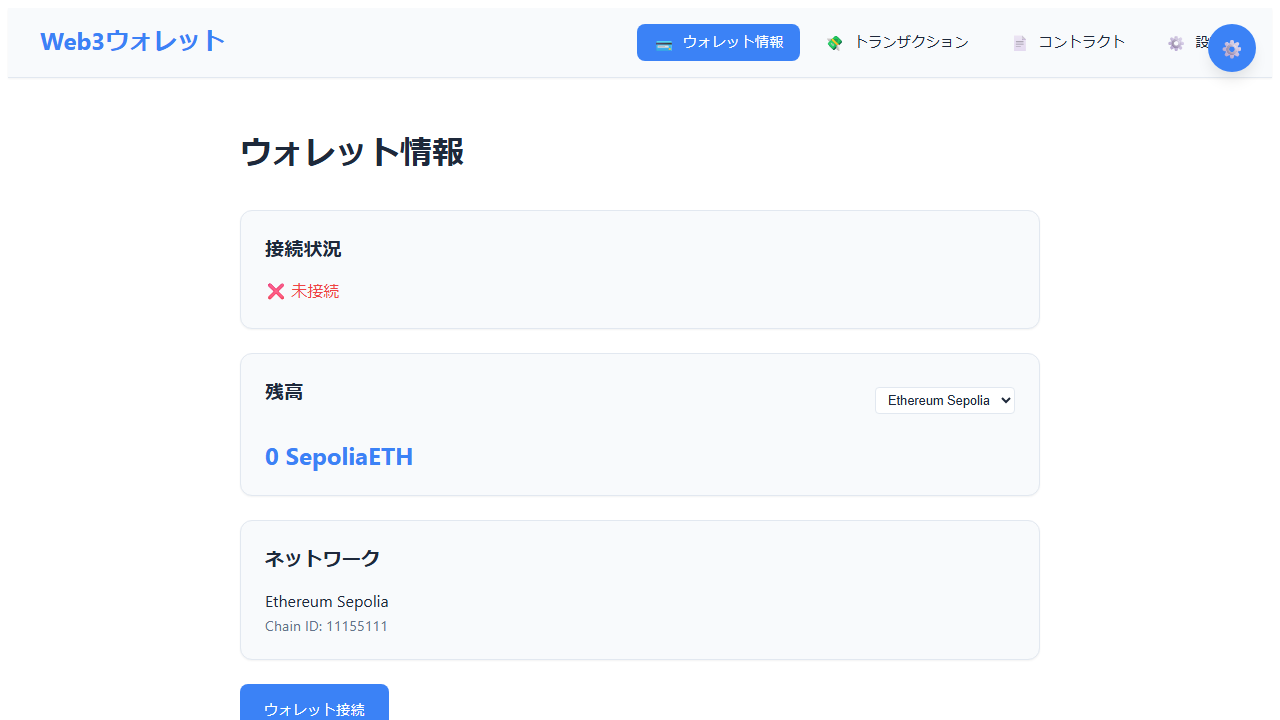 Web3ウォレット
ウォレット情報
トランザクション
コントラクト
設
ウォレット情報
接続状況
未接続
残高
Ethereum Sepolia
0 SepoliaETH
ネットワーク
Ethereum Sepolia
Chain ID: 11155111
ウォレット接続